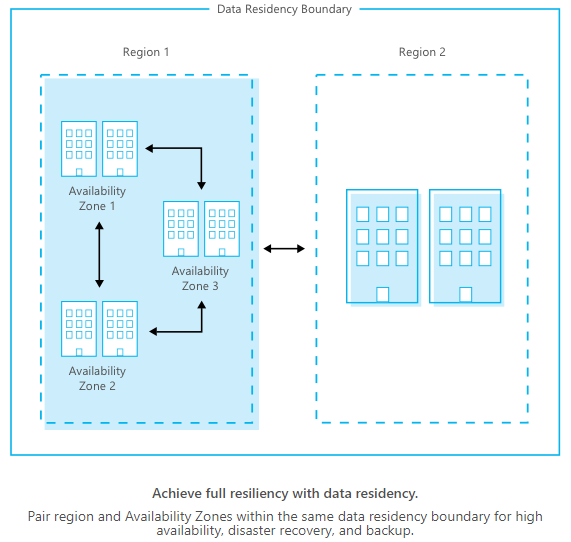 Data Residency Boundary
Region 1
Region 2
Availability
Zone 1
Availability
Zone 3
Availability
Zone 2
Achieve full resiliency with data residency.
Pair region and Availability Zones within the same data residency boundary for high
availability, disaster recovery, and backup.